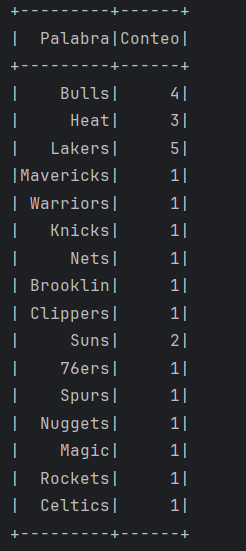 +---------+------+
|  Palabra|Conteo|
+---------+------+
|    Bulls|     4|
|     Heat|     3|
|   Lakers|     5|
|Mavericks|     1|
| Warriors|     1|
|   Knicks|     1|
|     Nets|     1|
| Brooklin|     1|
| Clippers|     1|
|     Suns|     2|
|    76ers|     1|
|    Spurs|     1|
|  Nuggets|     1|
|    Magic|     1|
|  Rockets|     1|
|  Celtics|     1|
+---------+------+